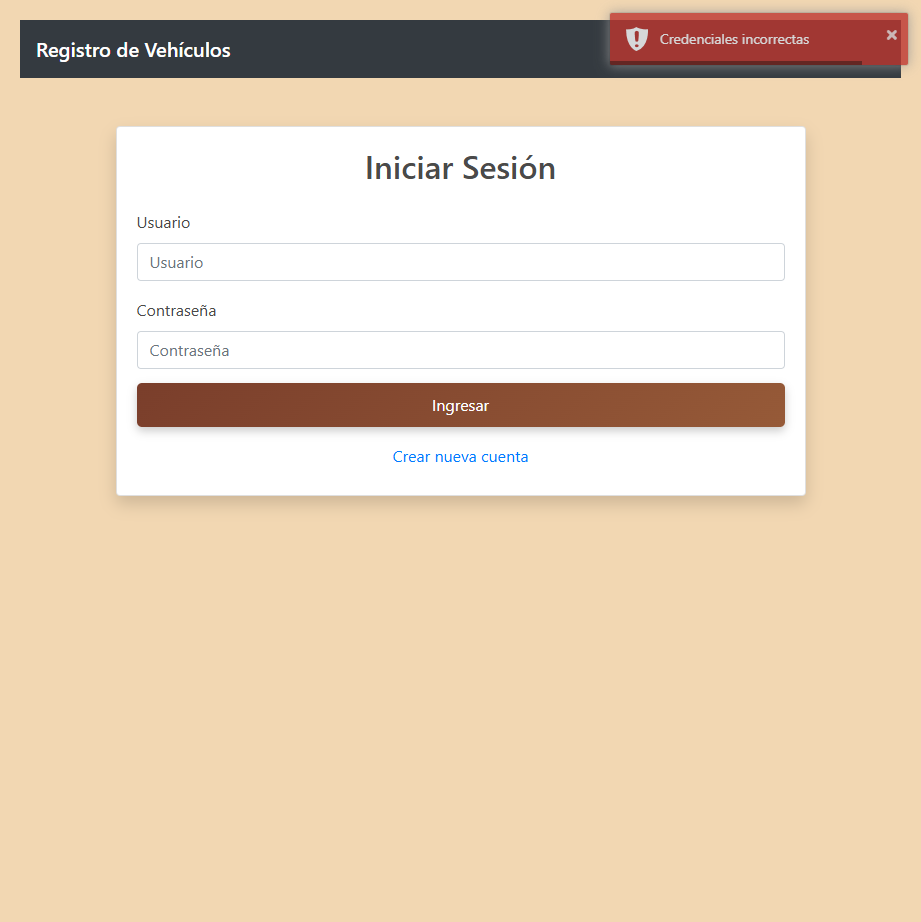 Registro de Vehículos
Credenciales incorrectas
×
Iniciar Sesión
Usuario
Usuario
Contraseña
Contraseña
Ingresar
Crear nueva cuenta